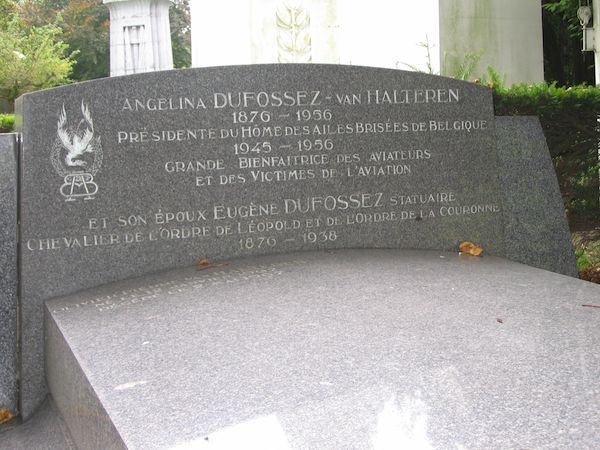 ANGELINA DUFOSSEZ - VAN HALTEREN
1876 - 1956
PRÉSIDENTE DU HÔME DES AILES BRISÉES DE BELGIQUE
1945 - 1956
GRANDE BIENFAITRICE DES AVIATEURS
ET DES VICTIMES DE L'AVIATION
ET SON ÉPOUX EUGÈNE DUFOSSEZ STATUAIRE
CHEVALIER DE L'ORDRE DE LÉOPOLD ET DE L'ORDRE DE LA COURONNE
1876 - 1938